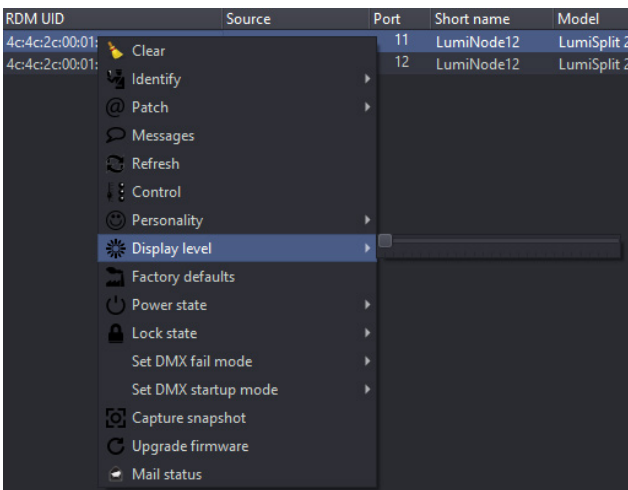 RDM UID Source Port Short name Model
4c:4c:2c:00:01: 11 LumiNode12 LumiSplit 2
4c:4c:2c:00:01: 12 LumiNode12 LumiSplit 2
Clear
Identify
Patch
Messages
Refresh
Control
Personality
Display level
Factory defaults
Power state
Lock state
Set DMX fail mode
Set DMX startup mode
Capture snapshot
Upgrade firmware
Mail status